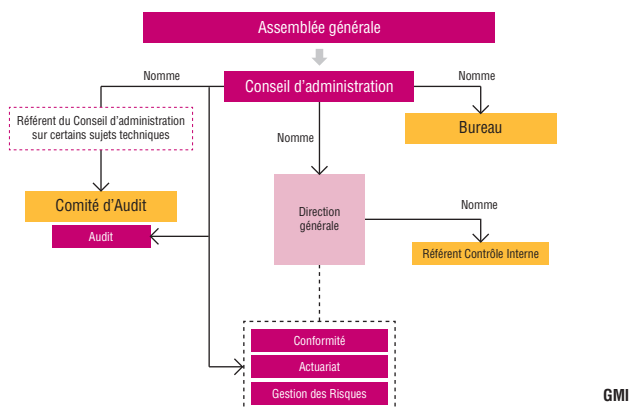 Assemblée générale
Nomme
Conseil d’administration
Nomme
Référent du Conseil d’administration
sur certains sujets techniques
Bureau
Nomme
Comité d’Audit
Audit
Direction
générale
Nomme
Référent Contrôle Interne
Conformité
Actuariat
Gestion des Risques
GMI